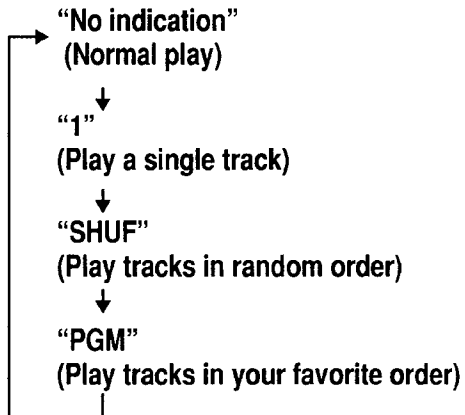 “No indication”
(Normal play)
“1”
(Play a single track)
“SHUF”
(Play tracks in random order)
“PGM”
(Play tracks in your favorite order)